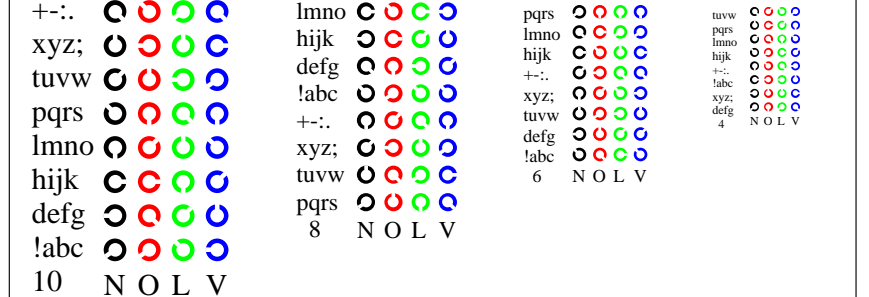 +-:.
xyz;
tuvw
pqrs
lmno
hijk
defg
!abc
10 N O L V
lmno
hijk
defg
!abc
+-:.
xyz;
tuvw
pqrs
8 N O L V
pqrs
lmno
hijk
+-:.
xyz;
tuvw
defg
!abc
6 N O L V
tuvw
pqrs
lmno
hijk
+-:.
!abc
xyz;
defg
4 N O L V